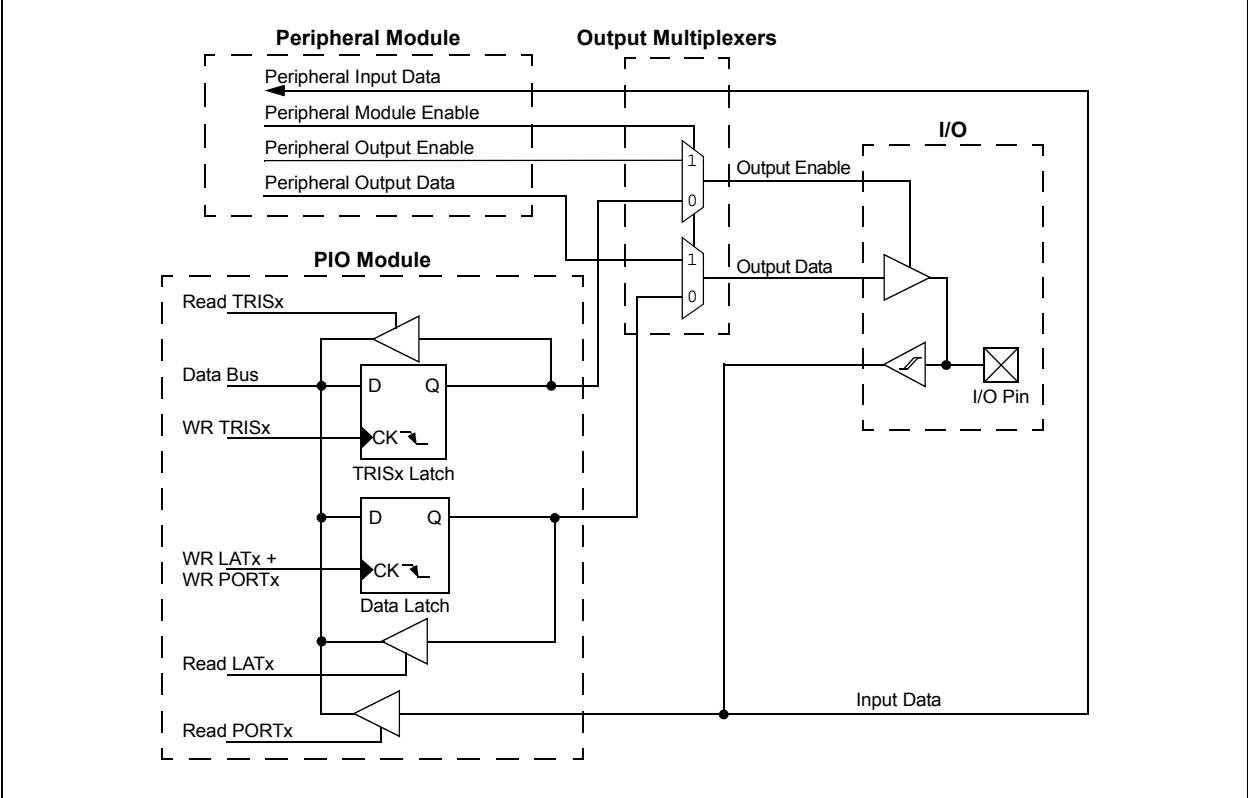 Peripheral Module
Output Multiplexers
Peripheral Input Data
Peripheral Module Enable
Peripheral Output Enable
Peripheral Output Data
1
0
Output Enable
I/O
1
0
Output Data
PIO Module
Read TRISx
Data Bus
D Q
WR TRISx
CK
TRISx Latch
I/O Pin
D Q
WR LATx +
WR PORTx
CK
Data Latch
Read LATx
Input Data
Read PORTx